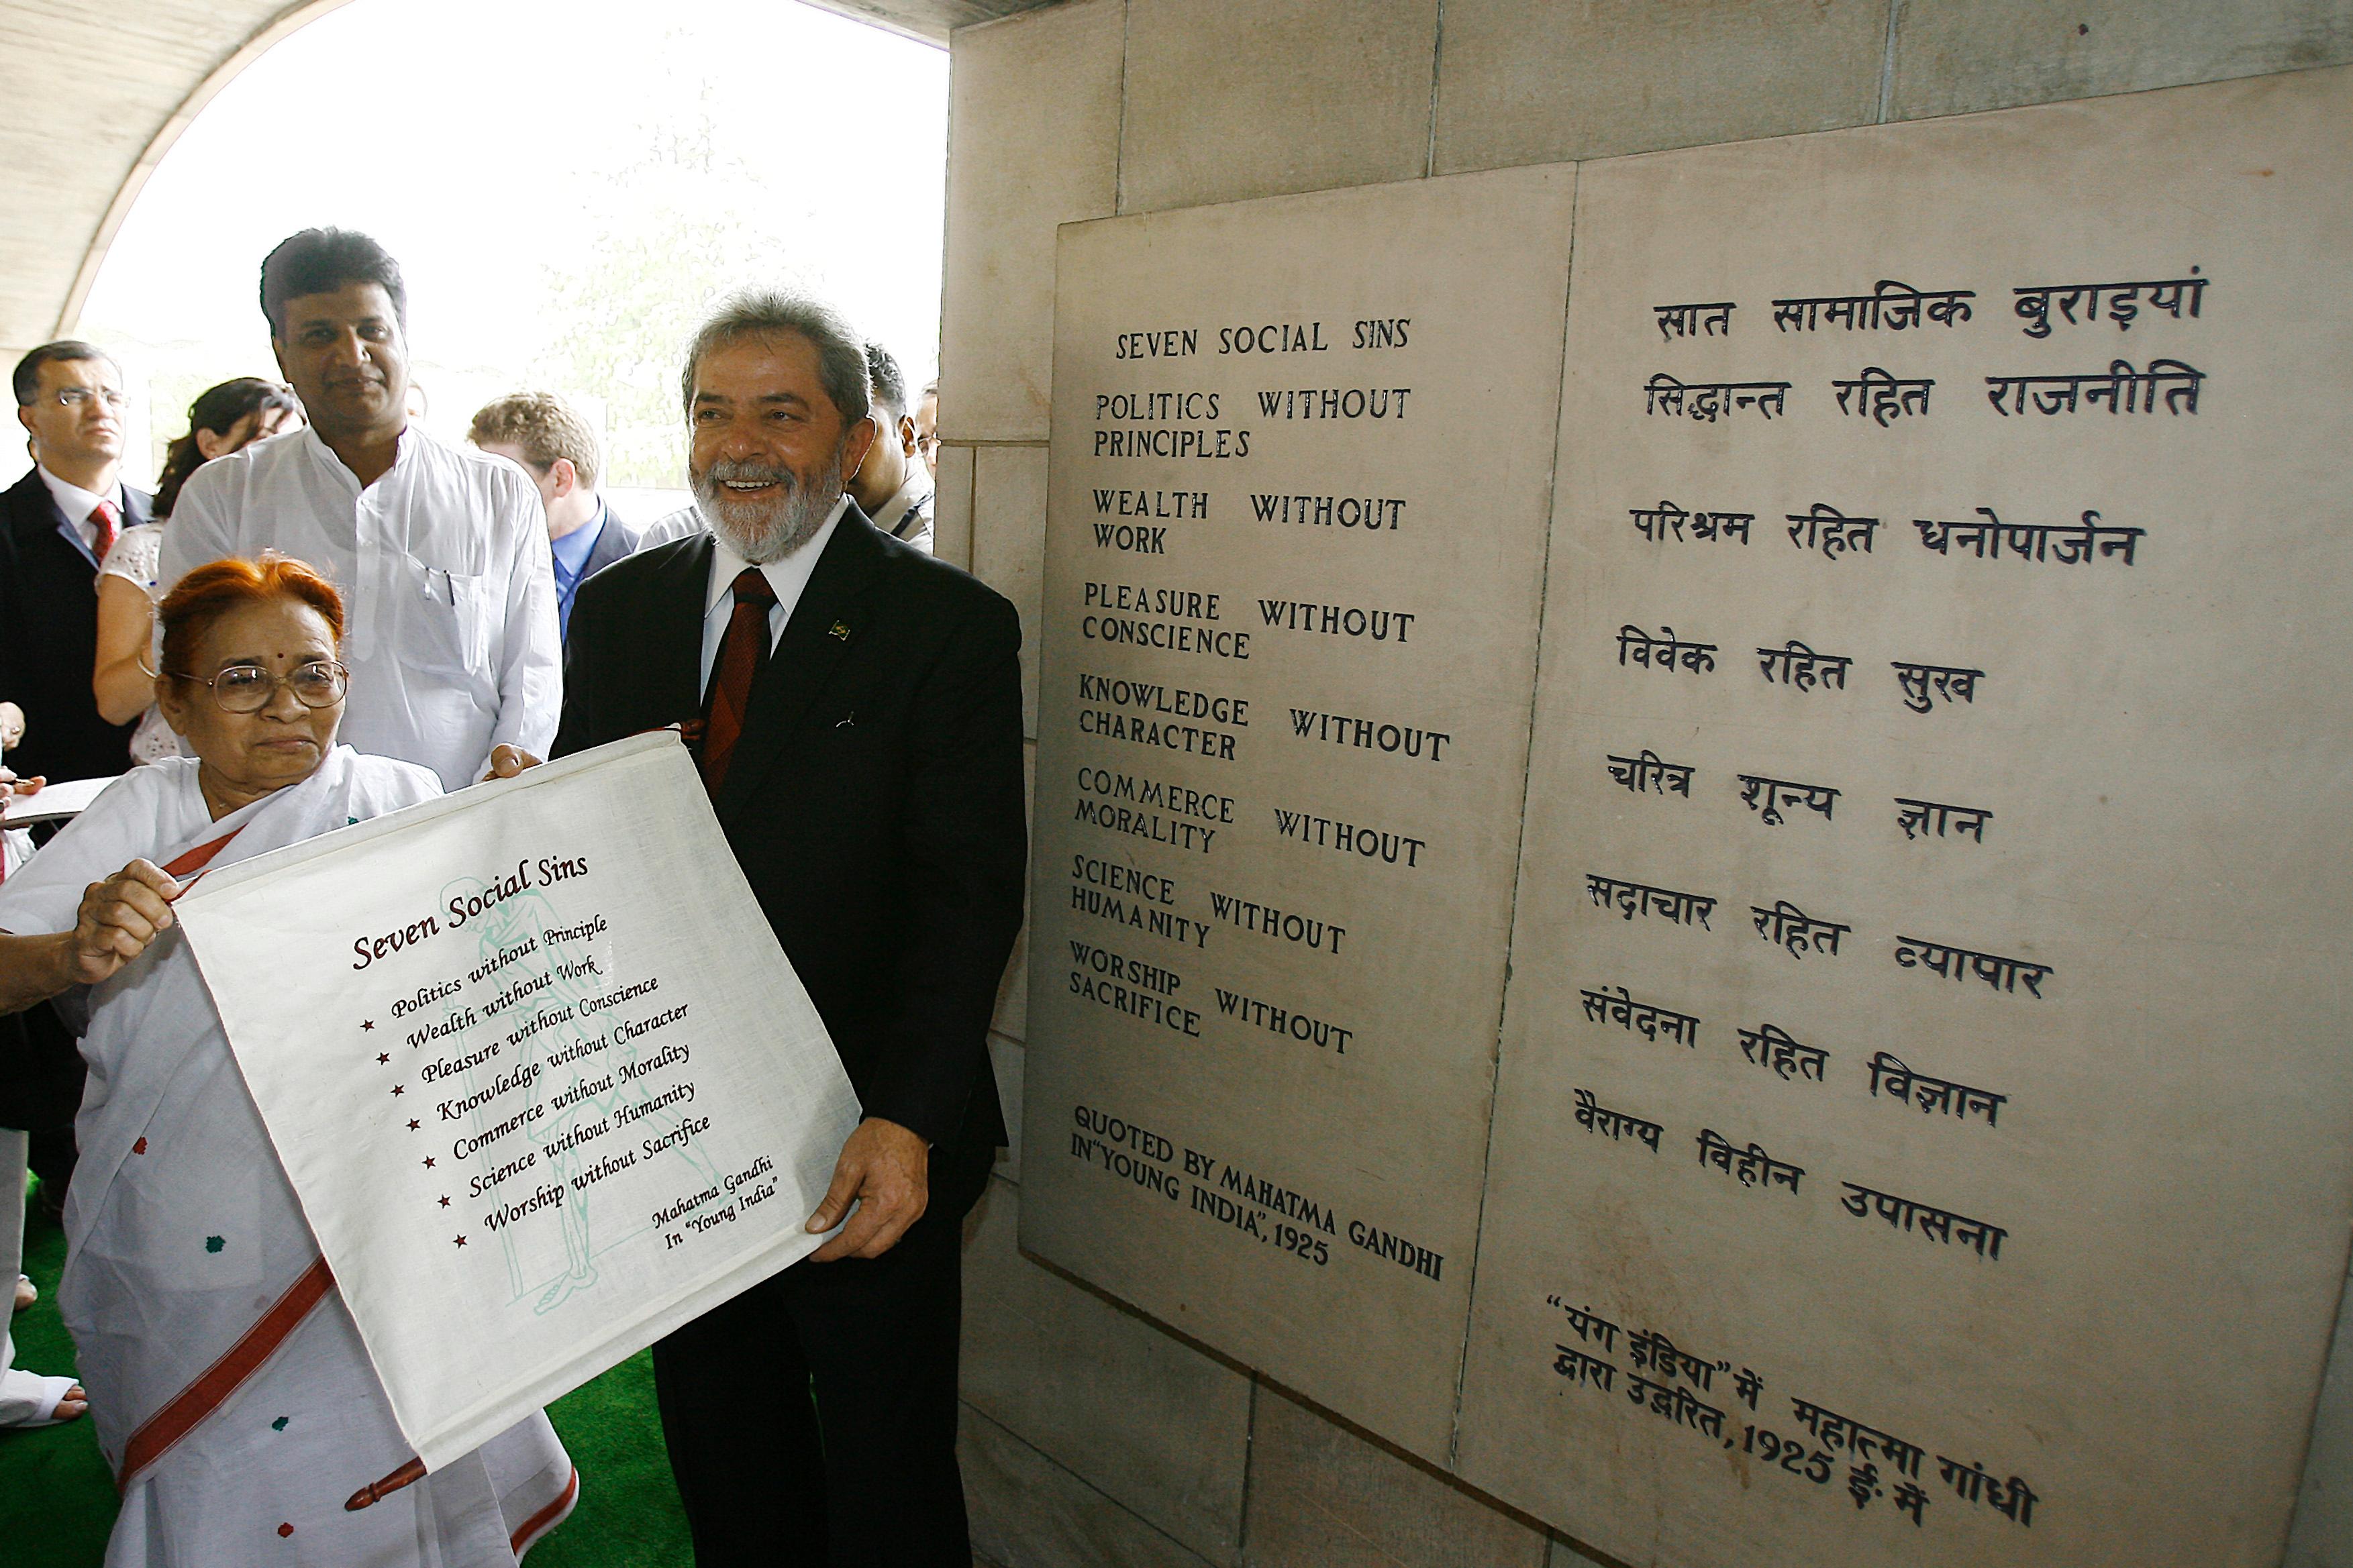 Seven Social Sins
Politics without Principle
Wealth without Work
Pleasure without Conscience
Knowledge without Character
Commerce without Morality
Science without Humanity
Worship without Sacrifice
Mahatma Gandhi
In "Young India"
SEVEN SOCIAL SINS
POLITICS WITHOUT
PRINCIPLES
WEALTH WITHOUT
WORK
PLEASURE WITHOUT
CONSCIENCE
KNOWLEDGE WITHOUT
CHARACTER
COMMERCE WITHOUT
MORALITY
SCIENCE WITHOUT
HUMANITY
WORSHIP WITHOUT
SACRIFICE
QUOTED BY MAHATMA GANDHI
IN "YOUNG INDIA", 1925
सात सामाजिक बुराइयां
सिद्धान्त रहित राजनीति
परिश्रम रहित धनोपार्जन
विवेक रहित सुख
चरित्र शून्य ज्ञान
सदाचार रहित व्यापार
संवेदना रहित विज्ञान
वैराग्य विहीन उपासना
"यंग इंडिया" में महात्मा गांधी
द्वारा उद्धरित, 1925 ई. में